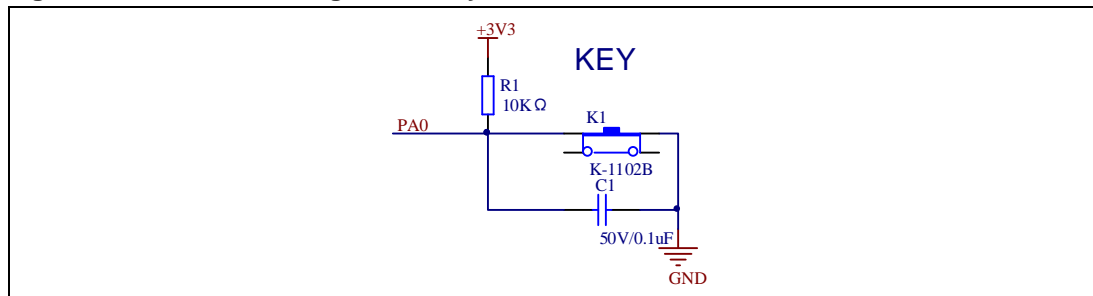 +3V3
KEY
R1
10KΩ
PA0
K1
K-1102B
C1
50V/0.1uF
GND